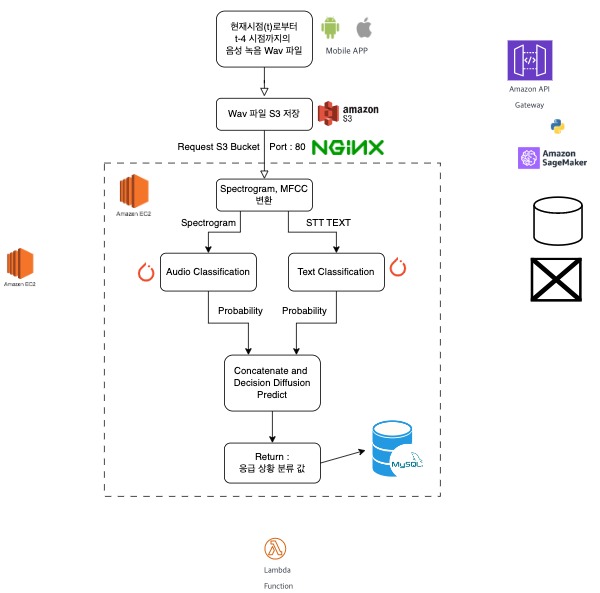 현재시점(t)로부터
t-4 시점까지의
음성 녹음 Wav 파일
Mobile APP
Amazon API
Gateway
Wav 파일 S3 저장
amazon
S3
Request S3 Bucket
Port : 80
NGINX
Amazon
SageMaker
Spectrogram, MFCC
변환
Amazon EC2
Spectrogram
STT TEXT
Audio Classification
Text Classification
Amazon EC2
Probability
Probability
Concatenate and
Decision Diffusion
Predict
Return :
응급 상황 분류 값
MySQL
Lambda
Function